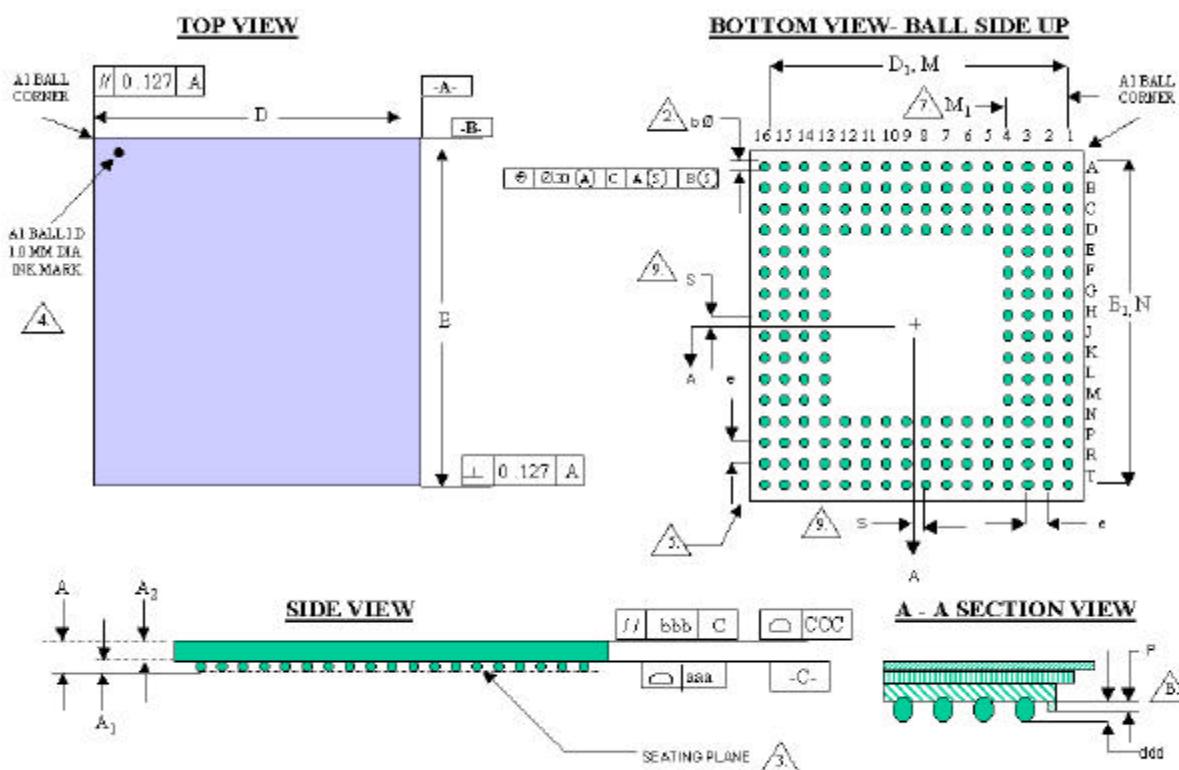 TOP VIEW
BOTTOM VIEW- BALL SIDE UP
A1 BALL
CORNER
// 0.127 A
-A-
D
-B-
D1, M
A1 BALL
CORNER
7 M1
2. bØ
16 15 14 13 12 11 10 9 8 7 6 5 4 3 2 1
A
B
C
D
E
F
G
H
J
K
L
M
N
P
R
T
C A(S) B(S)
A1 BALL I.D
1.0 MM DIA.
INK MARK
4.
E
9. S
E1, N
A
e
⊥ 0.127 A
5.
9. S
e
A
A
A2
SIDE VIEW
// bbb C
CCC
aaa
-C-
A1
SEATING PLANE 3.
A - A SECTION VIEW
P
ddd